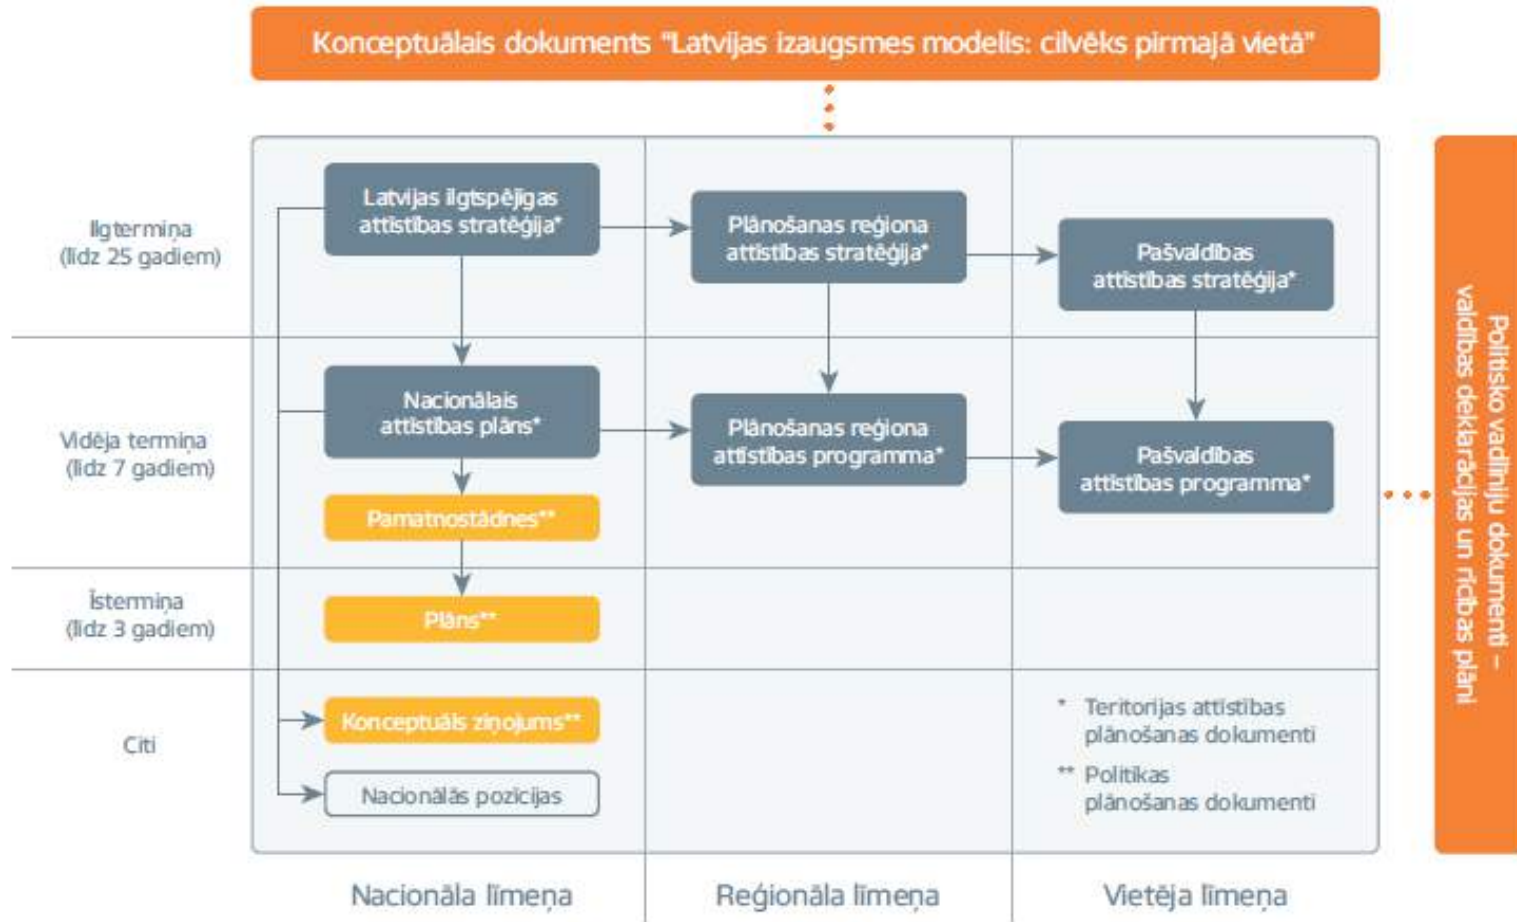 Konceptuālais dokuments "Latvijas izaugsmes modelis: cilvēks pirmajā vietā"
Ilgtermiņa
(līdz 25 gadiem)
Latvijas ilgtspējīgas
attīstības stratēģija*
Plānošanas reģiona
attīstības stratēģija*
Pašvaldības
attīstības stratēģija*
Vidēja termiņa
(līdz 7 gadiem)
Nacionālais
attīstības plāns*
Plānošanas reģiona
attīstības programma*
Pašvaldības
attīstības programma*
Pamatnostādnes**
Īstermiņa
(līdz 3 gadiem)
Plāns**
Citi
Konceptuāls ziņojums**
Nacionālās pozīcijas
* Teritorijas attīstības
plānošanas dokumenti
** Politikas
plānošanas dokumenti
Nacionāla līmeņa
Reģionāla līmeņa
Vietēja līmeņa
Politisko vadlīniju dokumenti –
valdības deklarācijas un rīcības plāni